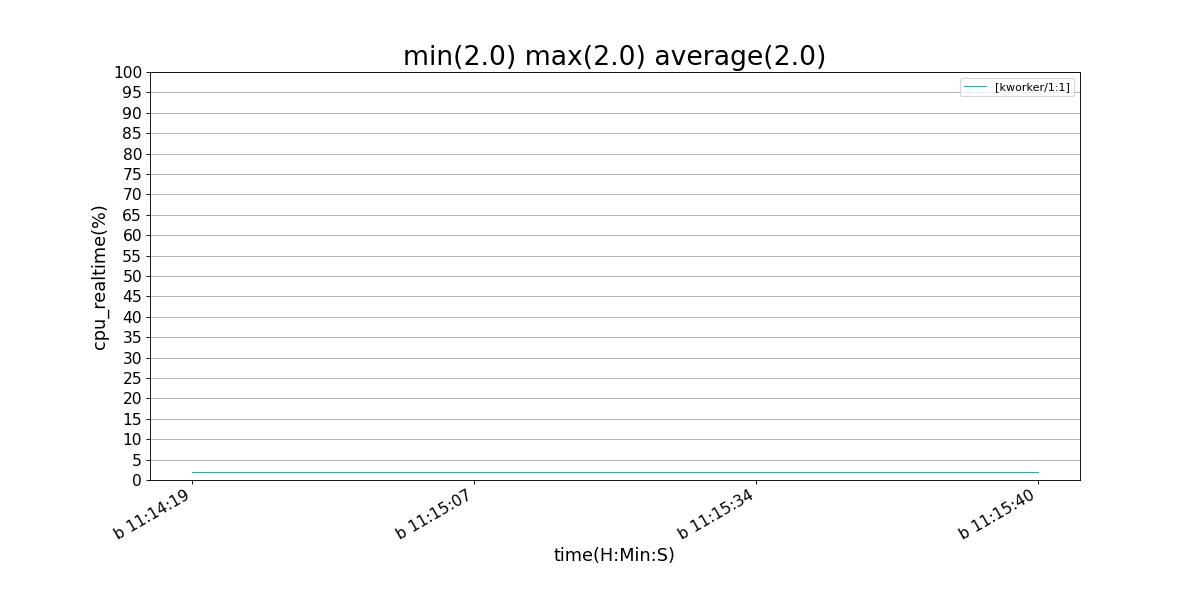 min(2.0) max(2.0) average(2.0)
[kworker/1:1]
cpu_realtime(%)
100
95
90
85
80
75
70
65
60
55
50
45
40
35
30
25
20
15
10
5
0
b 11:14:19
b 11:15:07
b 11:15:34
b 11:15:40
time(H:Min:S)